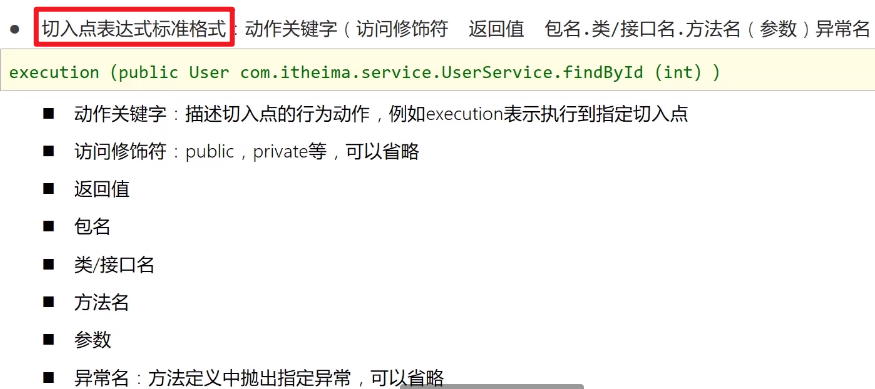 ● 切入点表达式标准格式：动作关键字（访问修饰符 返回值 包名.类/接口名.方法名（参数）异常名
execution (public User com.itheima.service.UserService.findById (int) )
■ 动作关键字：描述切入点的行为动作，例如execution表示执行到指定切入点
■ 访问修饰符：public，private等，可以省略
■ 返回值
■ 包名
■ 类/接口名
■ 方法名
■ 参数
■ 异常名：方法定义中抛出指定异常，可以省略